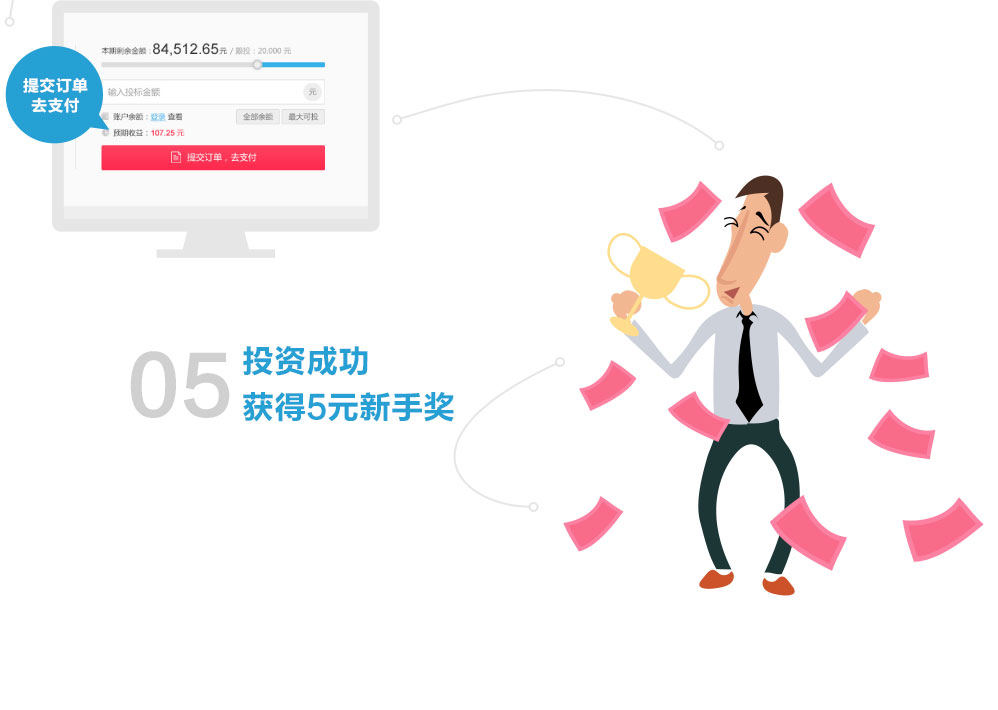 本期剩余金额：84,512.65元 / 限投：20,000 元
提交订单
去支付
输入投标金额 元
账户余额：登录 查看 全部余额 最大可投
预期收益：107.25 元
提交订单，去支付
05 投资成功
获得5元新手奖